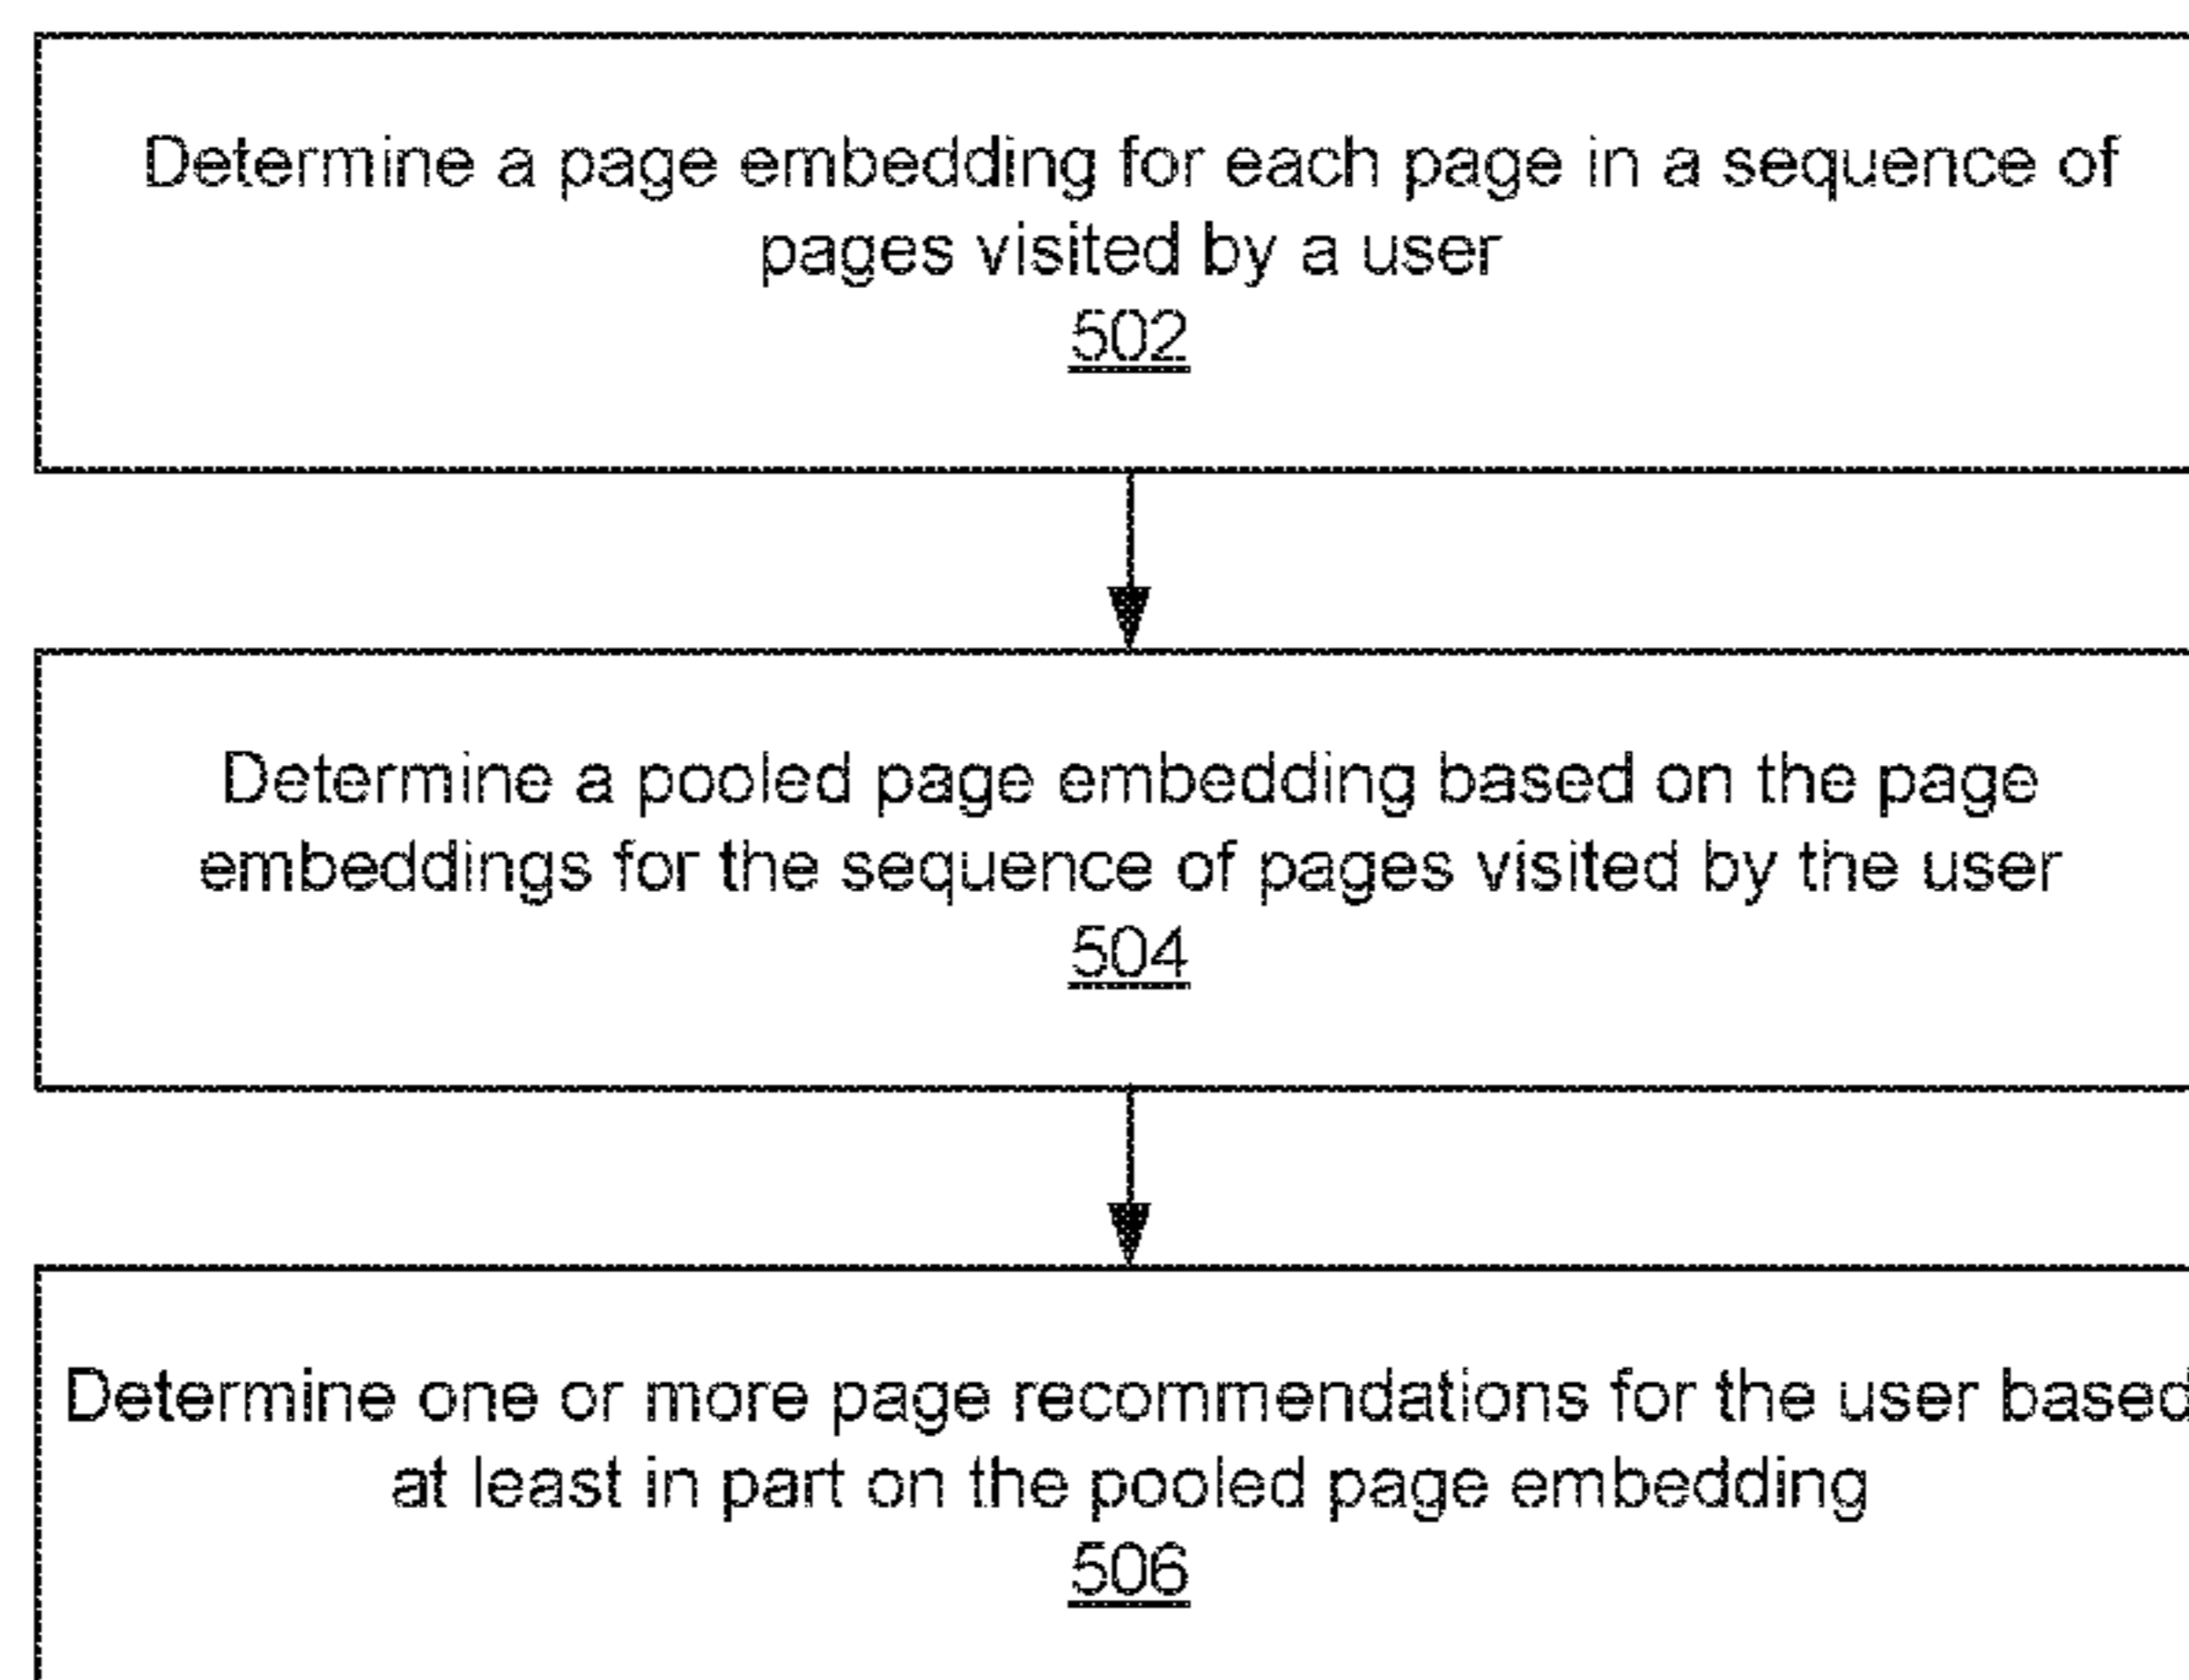 Determine a page embedding for each page in a sequence of
pages visited by a user
502
Determine a pooled page embedding based on the page
embeddings for the sequence of pages visited by the user
504
Determine one or more page recommendations for the user based
at least in part on the pooled page embedding
506